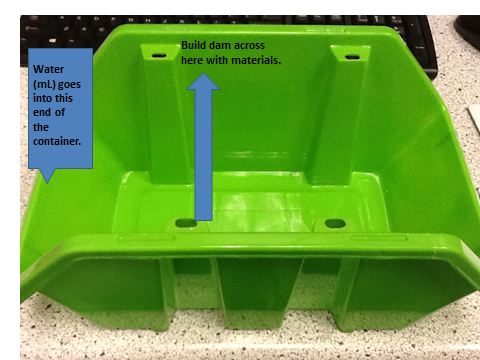 Water
(mL) goes
into this
end of
the
container.
Build dam across
here with materials.